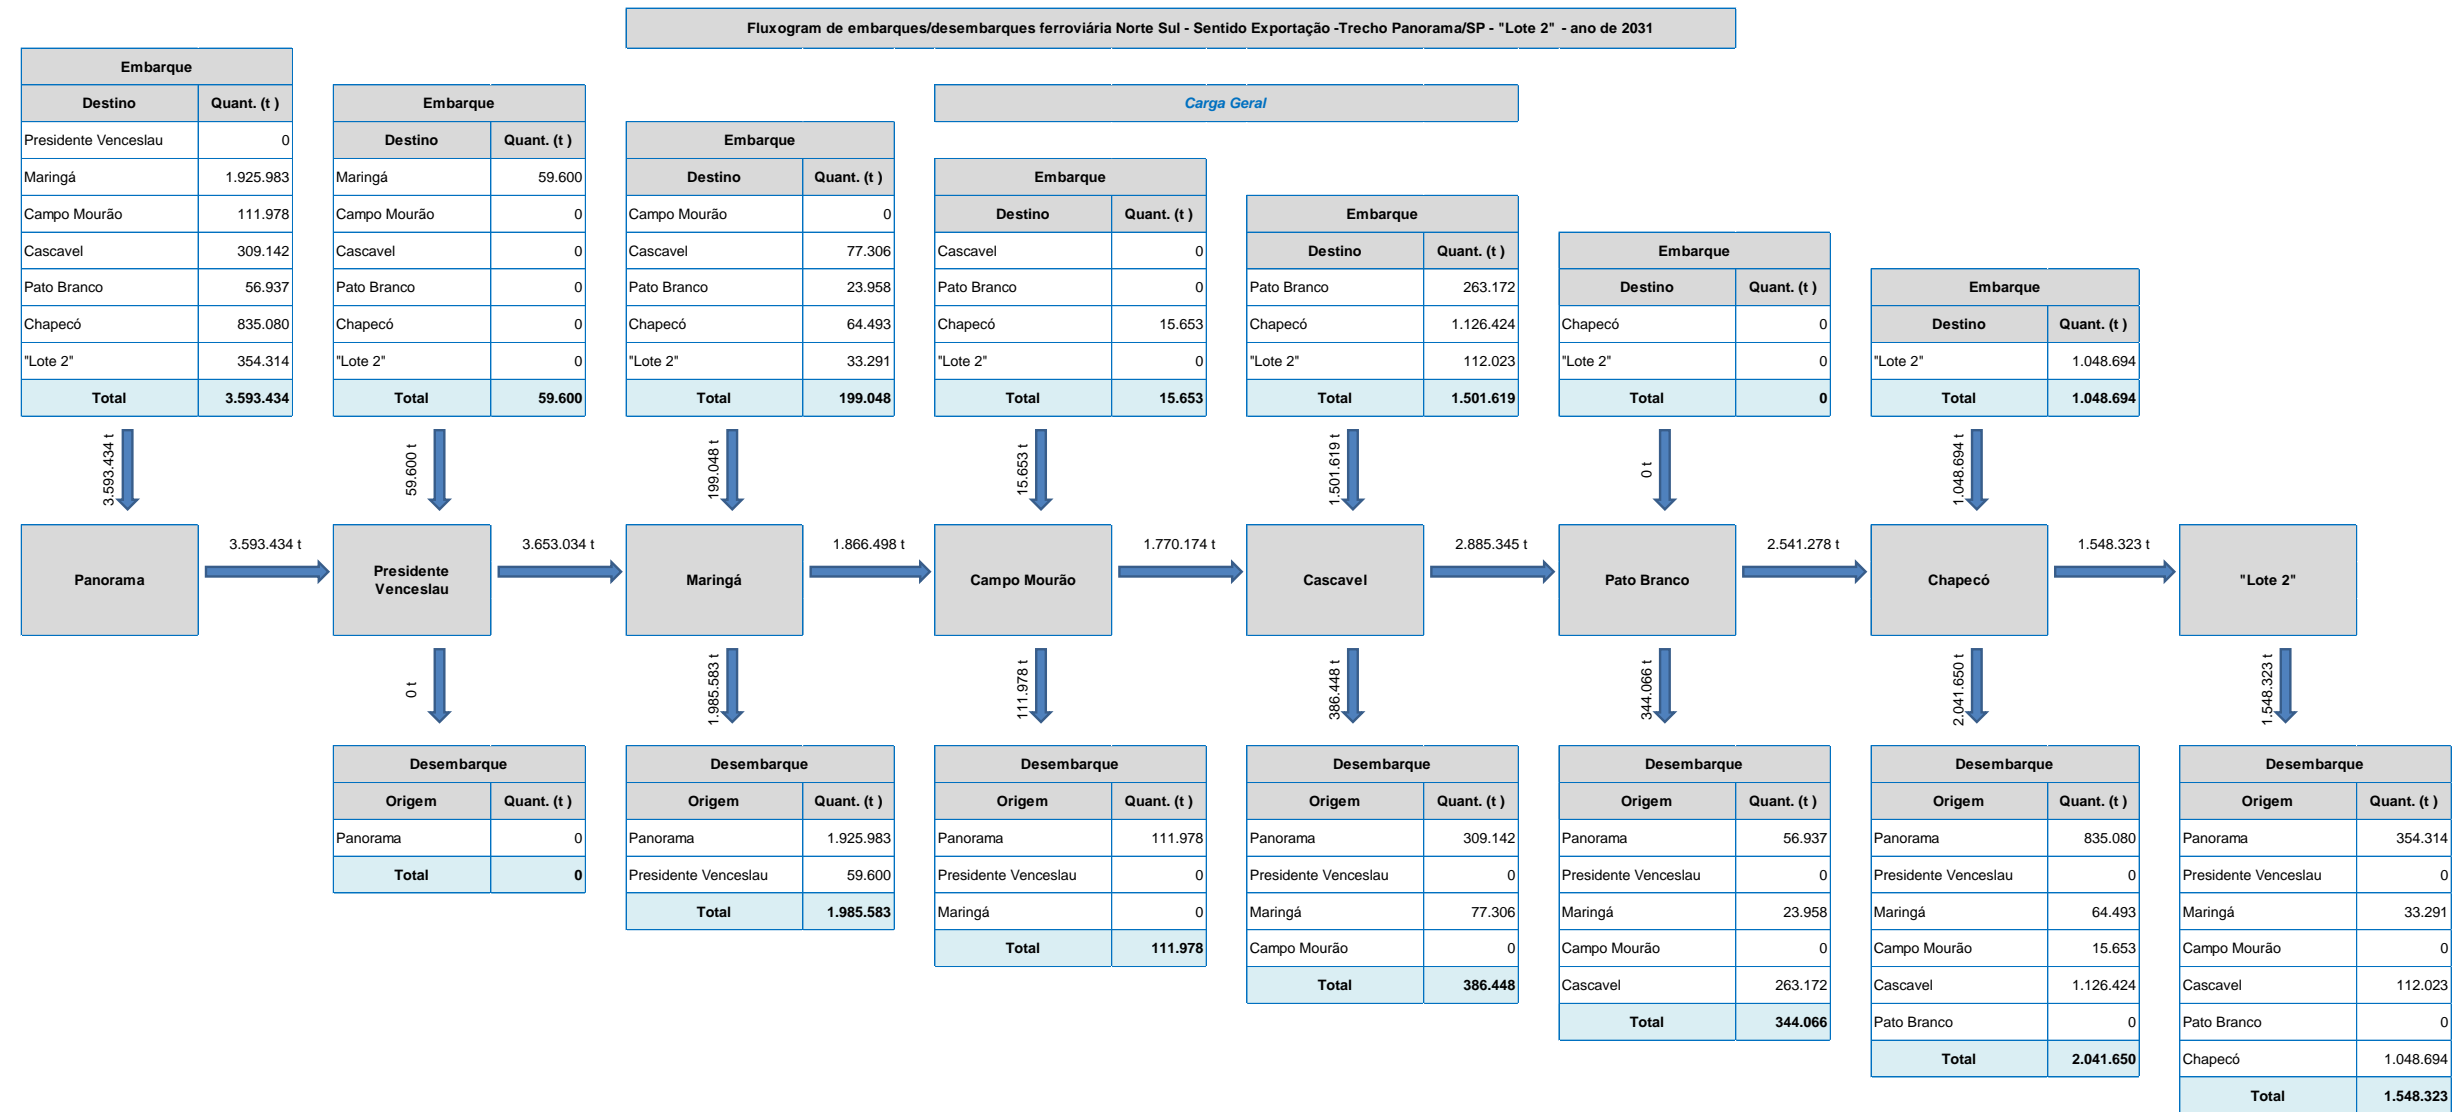 Fluxogram de embarques/desembarques ferroviária Norte Sul - Sentido Exportação -Trecho Panorama/SP - "Lote 2"  - ano de 2031
Carga Geral
Embarque
Destino Quant. (t )
Presidente Venceslau 0
Maringá 1.925.983
Campo Mourão 111.978
Cascavel 309.142
Pato Branco 56.937
Chapecó 835.080
"Lote 2" 354.314
Total 3.593.434
Embarque
Destino Quant. (t )
Maringá 59.600
Campo Mourão 0
Cascavel 0
Pato Branco 0
Chapecó 0
"Lote 2" 0
Total 59.600
Embarque
Destino Quant. (t )
Campo Mourão 0
Cascavel 77.306
Pato Branco 23.958
Chapecó 64.493
"Lote 2" 33.291
Total 199.048
Embarque
Destino Quant. (t )
Cascavel 0
Pato Branco 0
Chapecó 15.653
"Lote 2" 0
Total 15.653
Embarque
Destino Quant. (t )
Pato Branco 263.172
Chapecó 1.126.424
"Lote 2" 112.023
Total 1.501.619
Embarque
Destino Quant. (t )
Chapecó 0
"Lote 2" 0
Total 0
Embarque
Destino Quant. (t )
"Lote 2" 1.048.694
Total 1.048.694
3.593.434 t
59.600 t
199.048 t
15.653 t
1.501.619 t
0 t
1.048.694 t
Panorama
3.593.434 t
Presidente
Venceslau
3.653.034 t
Maringá
1.866.498 t
Campo Mourão
1.770.174 t
Cascavel
2.885.345 t
Pato Branco
2.541.278 t
Chapecó
1.548.323 t
"Lote 2"
0 t
1.985.583 t
111.978 t
386.448 t
344.066 t
2.041.650 t
1.548.323 t
Desembarque
Origem Quant. (t )
Panorama 0
Total 0
Desembarque
Origem Quant. (t )
Panorama 1.925.983
Presidente Venceslau 59.600
Total 1.985.583
Desembarque
Origem Quant. (t )
Panorama 111.978
Presidente Venceslau 0
Maringá 0
Total 111.978
Desembarque
Origem Quant. (t )
Panorama 309.142
Presidente Venceslau 0
Maringá 77.306
Campo Mourão 0
Total 386.448
Desembarque
Origem Quant. (t )
Panorama 56.937
Presidente Venceslau 0
Maringá 23.958
Campo Mourão 0
Cascavel 263.172
Total 344.066
Desembarque
Origem Quant. (t )
Panorama 835.080
Presidente Venceslau 0
Maringá 64.493
Campo Mourão 15.653
Cascavel 1.126.424
Pato Branco 0
Total 2.041.650
Desembarque
Origem Quant. (t )
Panorama 354.314
Presidente Venceslau 0
Maringá 33.291
Campo Mourão 0
Cascavel 112.023
Pato Branco 0
Chapecó 1.048.694
Total 1.548.323